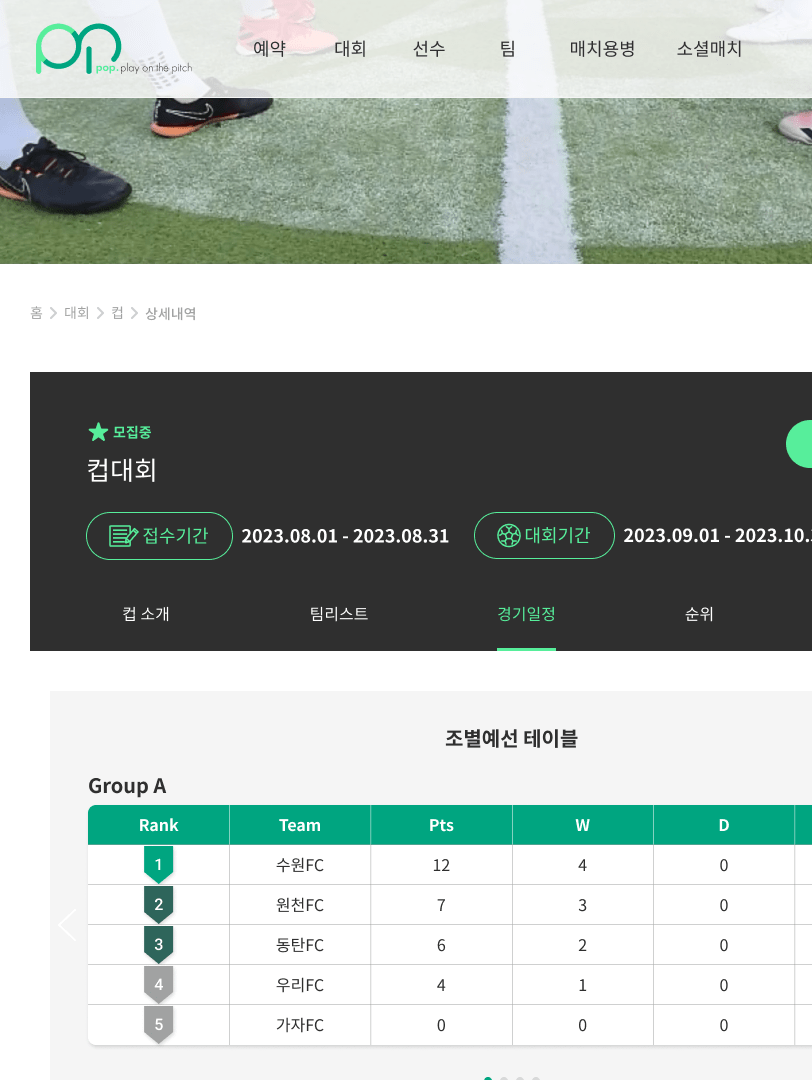 pop. play on the pitch
예약 대회 선수 팀 매치용병 소셜매치
홈 > 대회 > 컵 > 상세내역
모집중
컵대회
접수기간 2023.08.01 - 2023.08.31 대회기간 2023.09.01 - 2023.10.
컵 소개 팀리스트 경기일정 순위
조별예선 테이블
Group A
Rank Team Pts W D
1 수원FC 12 4 0
2 원천FC 7 3 0
3 동탄FC 6 2 0
4 우리FC 4 1 0
5 가자FC 0 0 0